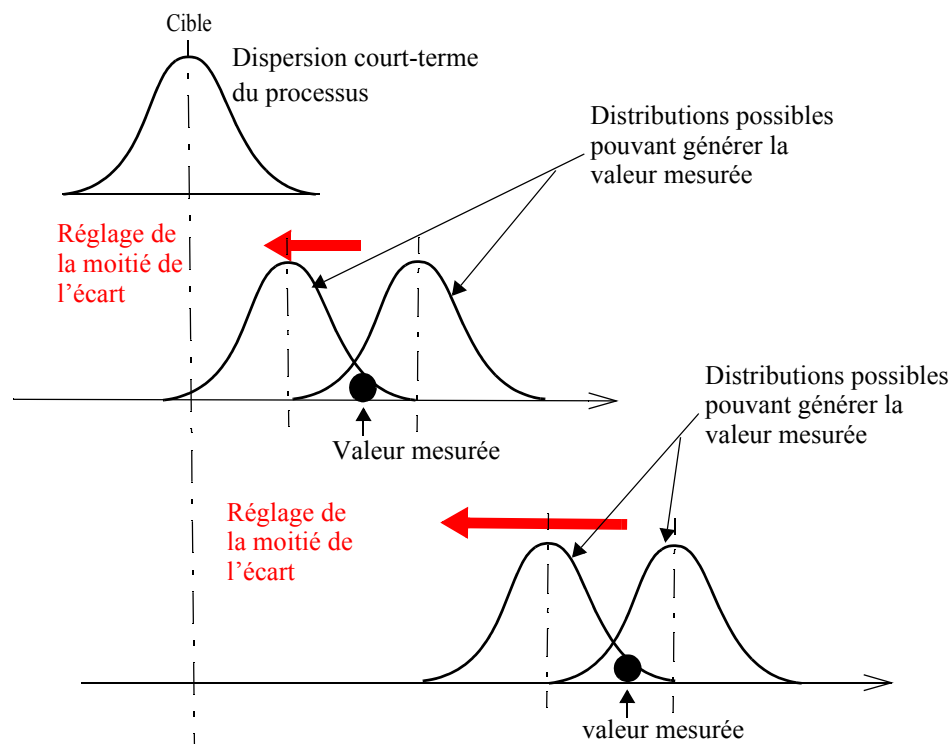 Cible
Dispersion court-terme
du processus
Distributions possibles
pouvant générer la
valeur mesurée
Réglage de
la moitié de
l’écart
Valeur mesurée
Distributions possibles
pouvant générer la
valeur mesurée
Réglage de
la moitié de
l’écart
valeur mesurée